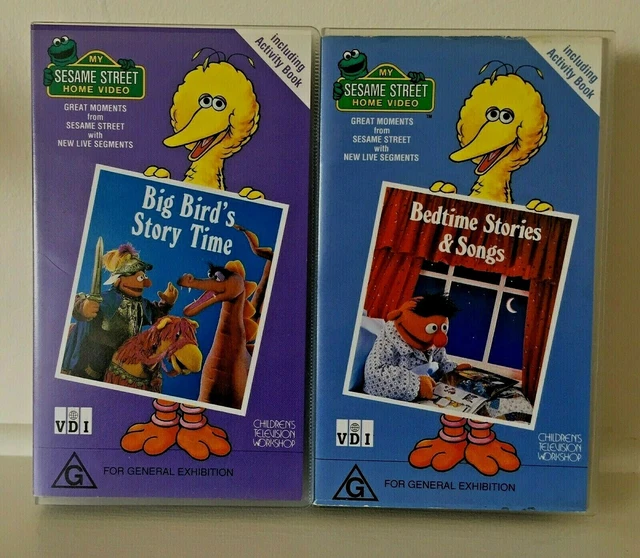 MY
SESAME STREET
HOME VIDEO
GREAT MOMENTS
from
SESAME STREET
with
NEW LIVE SEGMENTS
including
Activity Book
Big Bird's
Story Time
VDI
CHILDREN'S
TELEVISION
WORKSHOP
G
FOR GENERAL EXHIBITION
MY
SESAME STREET
HOME VIDEO
TM
GREAT MOMENTS
from
SESAME STREET
with
NEW LIVE SEGMENTS
including
Activity Book
Bedtime Stories
& Songs
VDI
CHILDREN'S
TELEVISION
WORKSHOP
G
FOR GENERAL EXHIBITION